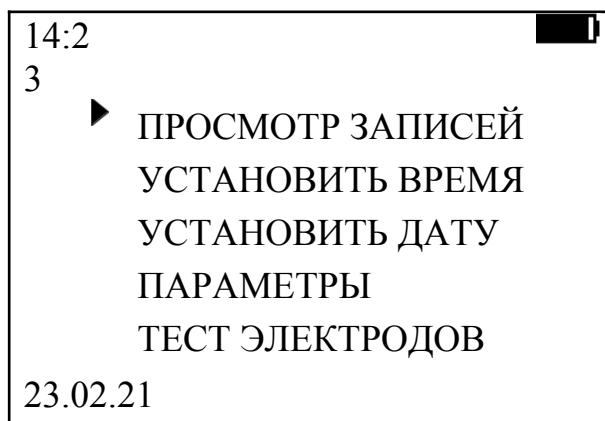 14:2
3
ПРОСМОТР ЗАПИСЕЙ
УСТАНОВИТЬ ВРЕМЯ
УСТАНОВИТЬ ДАТУ
ПАРАМЕТРЫ
ТЕСТ ЭЛЕКТРОДОВ
23.02.21